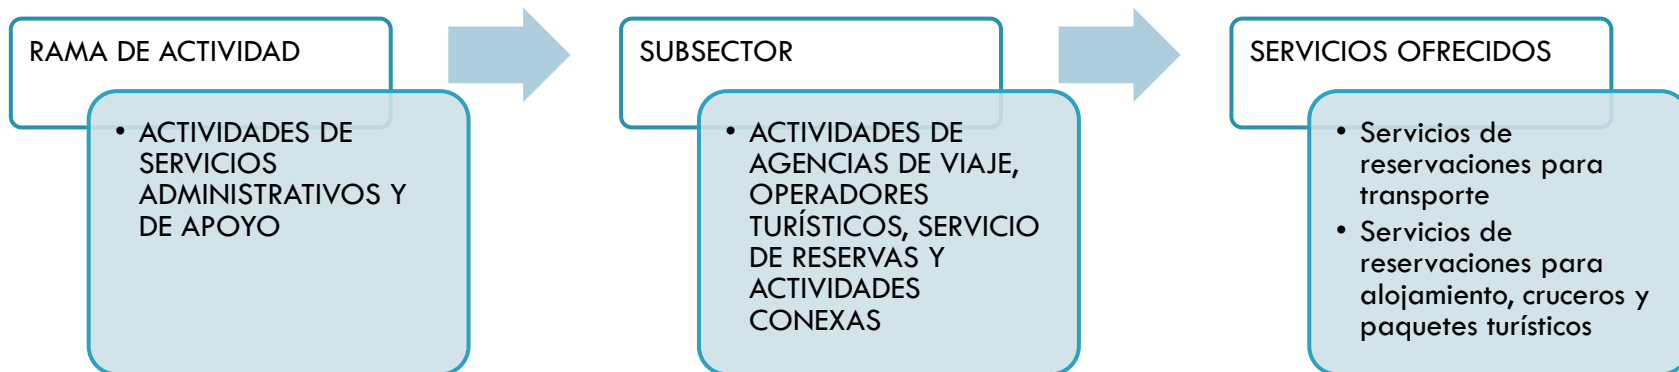 RAMA DE ACTIVIDAD
• ACTIVIDADES DE
SERVICIOS
ADMINISTRATIVOS Y
DE APOYO
SUBSECTOR
• ACTIVIDADES DE
AGENCIAS DE VIAJE,
OPERADORES
TURÍSTICOS, SERVICIO
DE RESERVAS Y
ACTIVIDADES
CONEXAS
SERVICIOS OFRECIDOS
• Servicios de
reservaciones para
transporte
• Servicios de
reservaciones para
alojamiento, cruceros y
paquetes turísticos